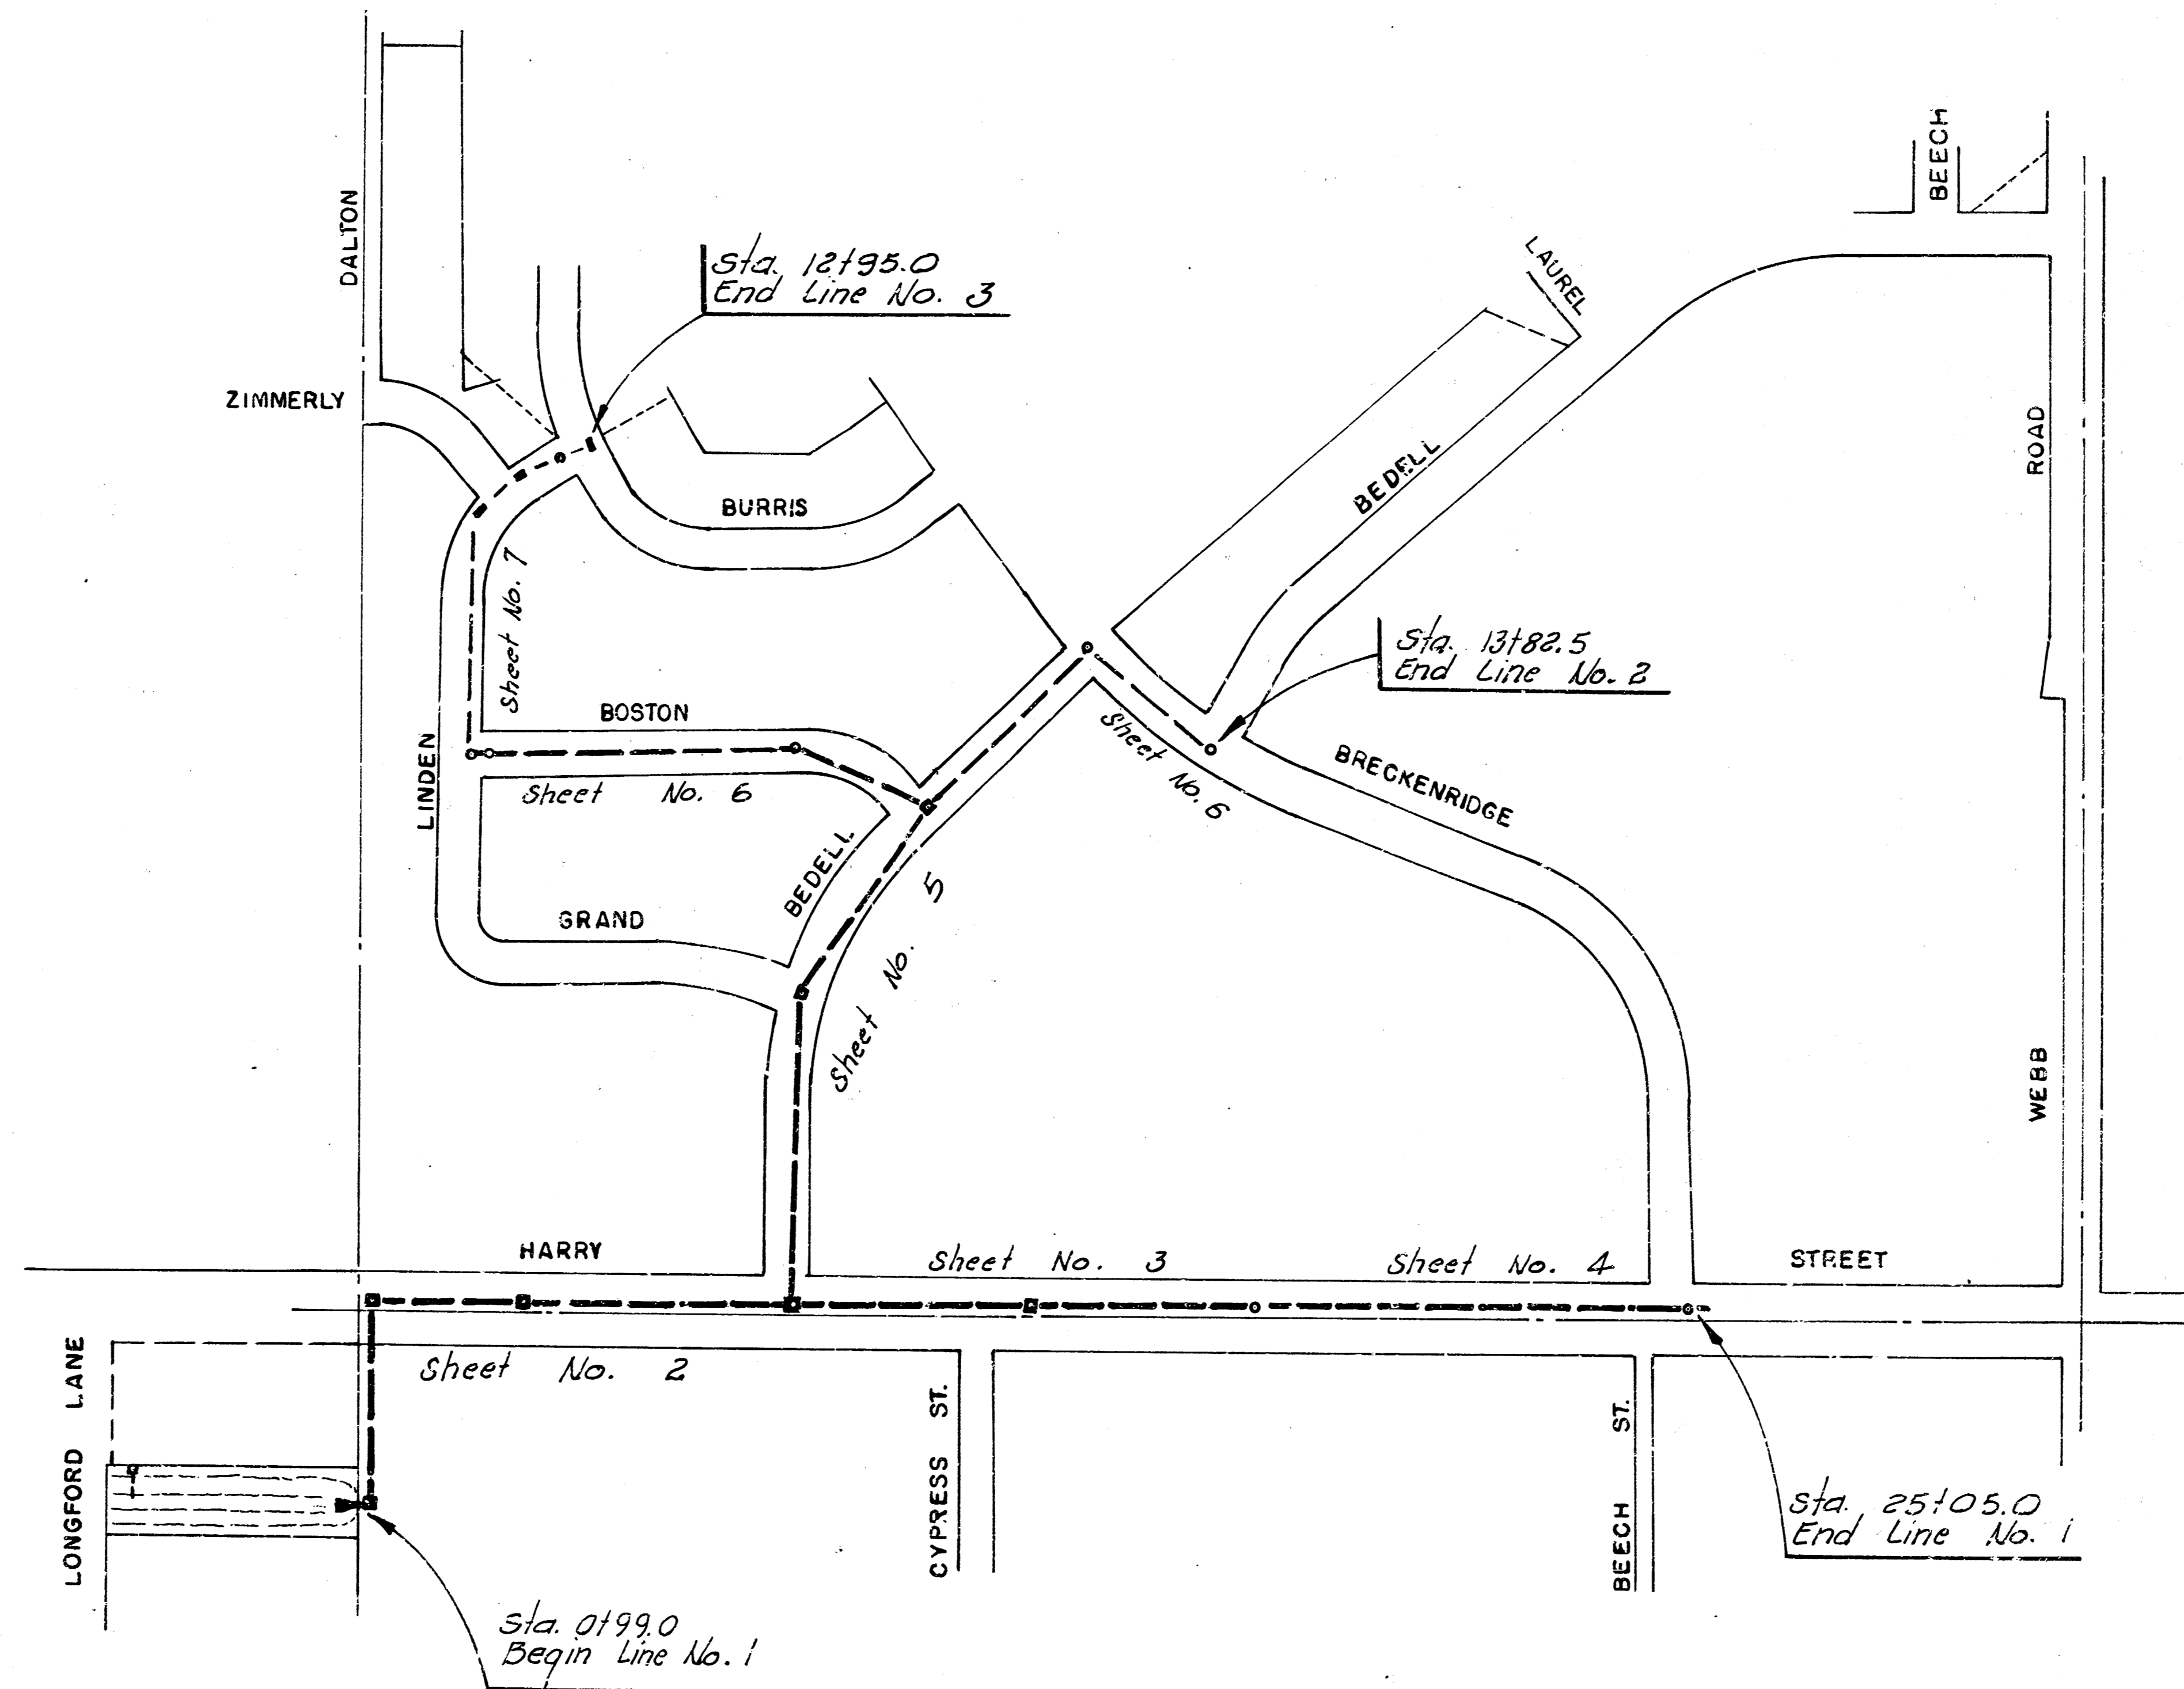 BEECH
DALTON
LAUREL
Sta. 12+95.0
End Line No. 3
ZIMMERLY
ROAD
BEDELL
BURRIS
Sheet No. 7
Sta. 13+82.5
End Line No. 2
BOSTON
LINDEN
Sheet No. 6
Sheet No. 6
BRECKENRIDGE
BEDELL
GRAND
Sheet No. 5
WEBB
HARRY
Sheet No. 3
Sheet No. 4
STREET
Sheet No. 2
LONGFORD LANE
CYPRESS ST.
BEECH ST.
Sta. 25+05.0
End Line No. 1
Sta. 0+99.0
Begin Line No. 1